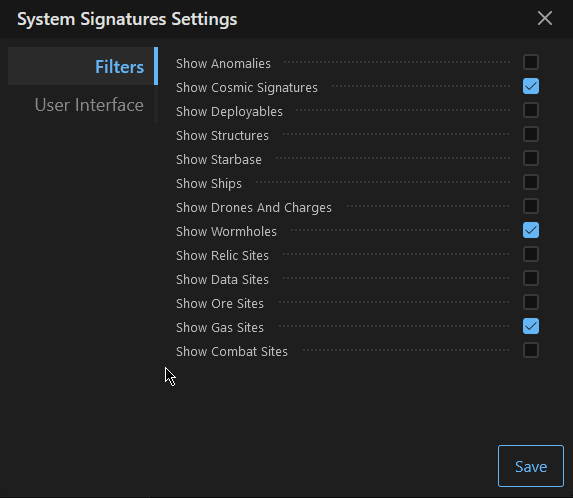 System Signatures Settings
Filters
User Interface
Show Anomalies
Show Cosmic Signatures
Show Deployables
Show Structures
Show Starbase
Show Ships
Show Drones And Charges
Show Wormholes
Show Relic Sites
Show Data Sites
Show Ore Sites
Show Gas Sites
Show Combat Sites
Save